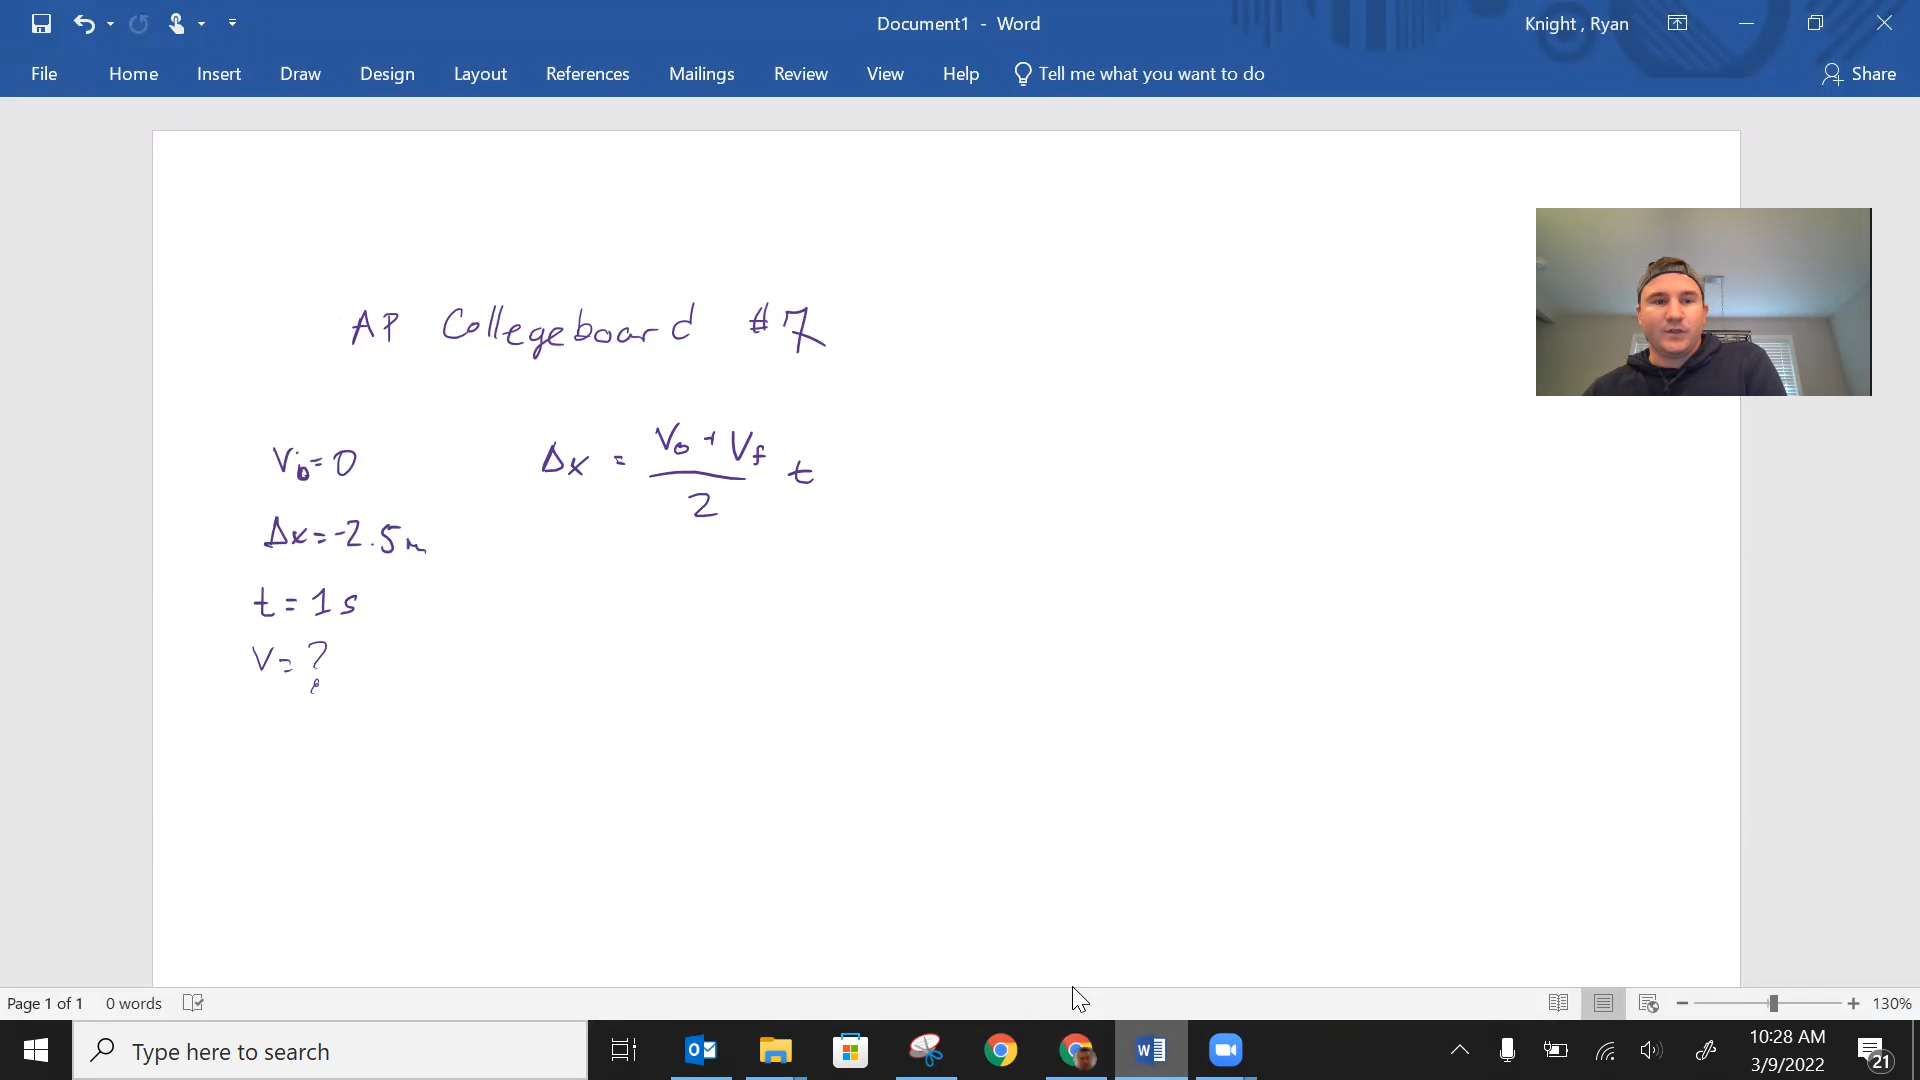 Document1 - Word
Knight , Ryan
File Home Insert Draw Design Layout References Mailings Review View Help Tell me what you want to do Share
AP Collegeboard #7
V₀ = 0
Δx = -2.5m
t = 1 s
V = ?
Δx = (V₀ + Vf)/2 t
Page 1 of 1 0 words 130%
Type here to search
10:28 AM
3/9/2022
21